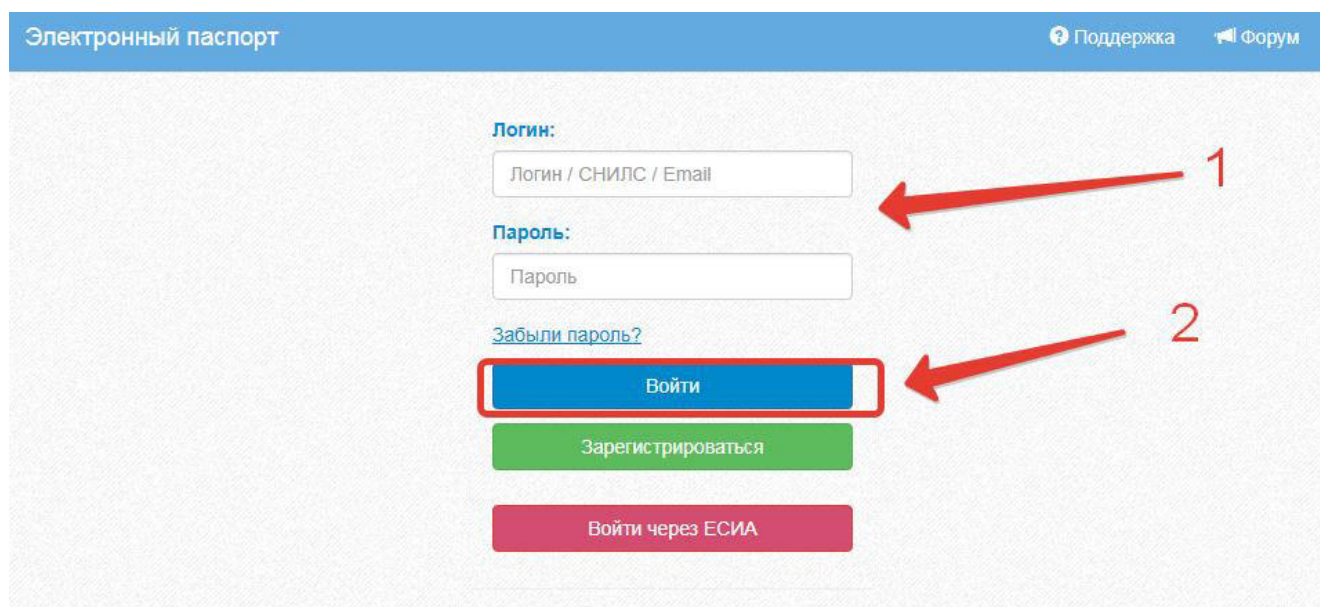 Электронный паспорт
Поддержка
Форум
Логин:
Логин / СНИЛС / Email
1
Пароль:
Пароль
2
Забыли пароль?
Войти
Зарегистрироваться
Войти через ЕСИА